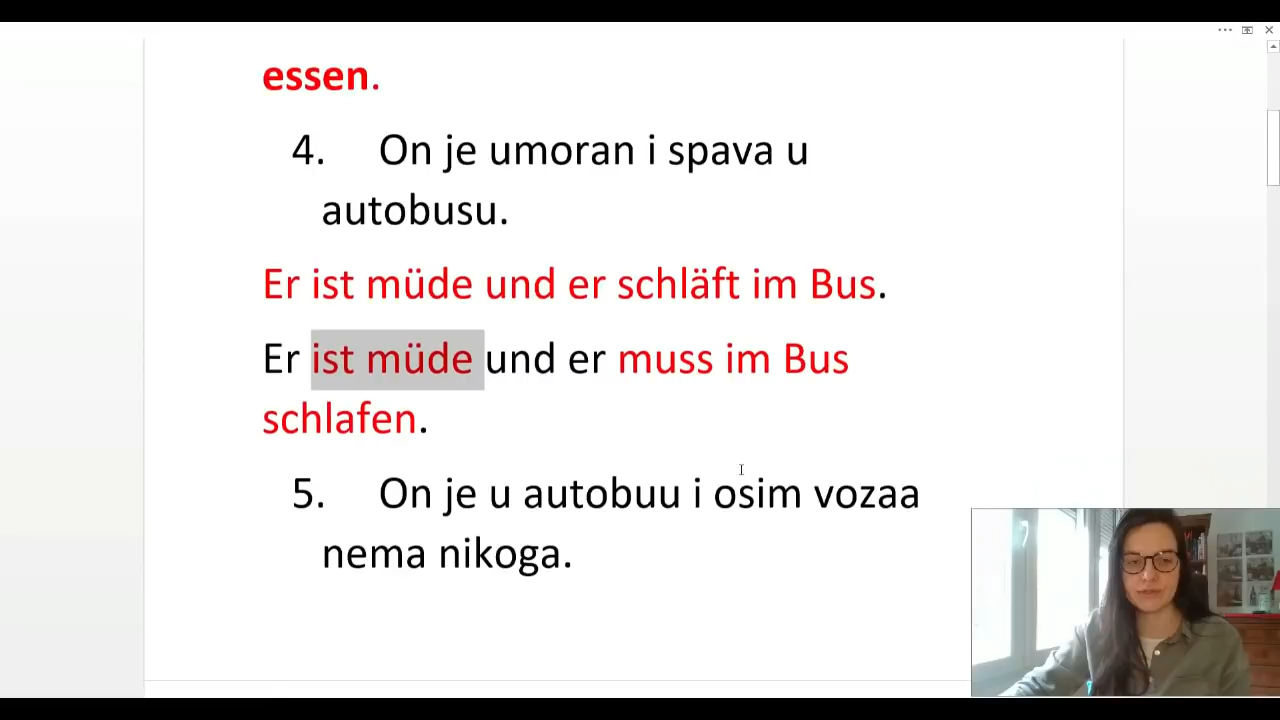 essen.
4. On je umoran i spava u
autobusu.
Er ist müde und er schläft im Bus.
Er ist müde und er muss im Bus
schlafen.
5. On je u autobuu i osim vozaa
nema nikoga.